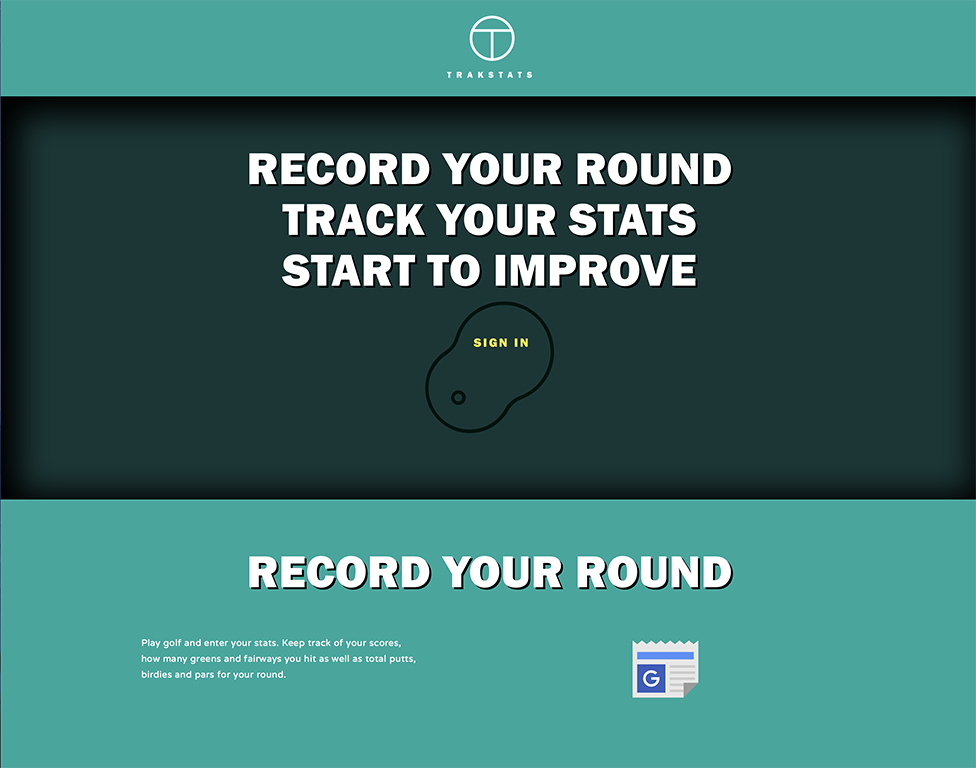 TRAKSTATS
RECORD YOUR ROUND
TRACK YOUR STATS
START TO IMPROVE
SIGN IN
RECORD YOUR ROUND
Play golf and enter your stats. Keep track of your scores,
how many greens and fairways you hit as well as total putts,
birdies and pars for your round.
G